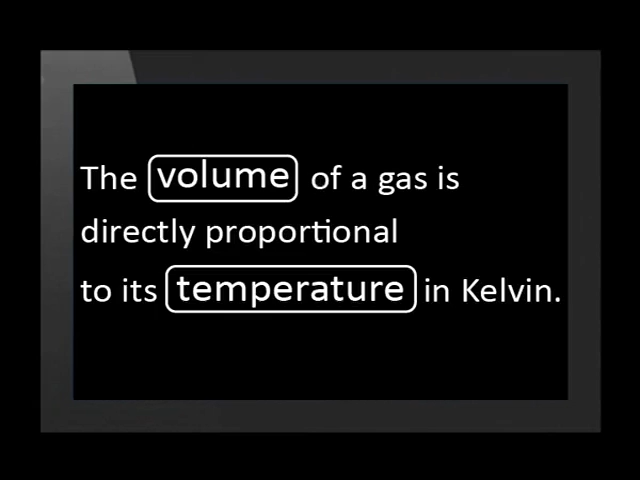 The volume of a gas is
directly proportional
to its temperature in Kelvin.